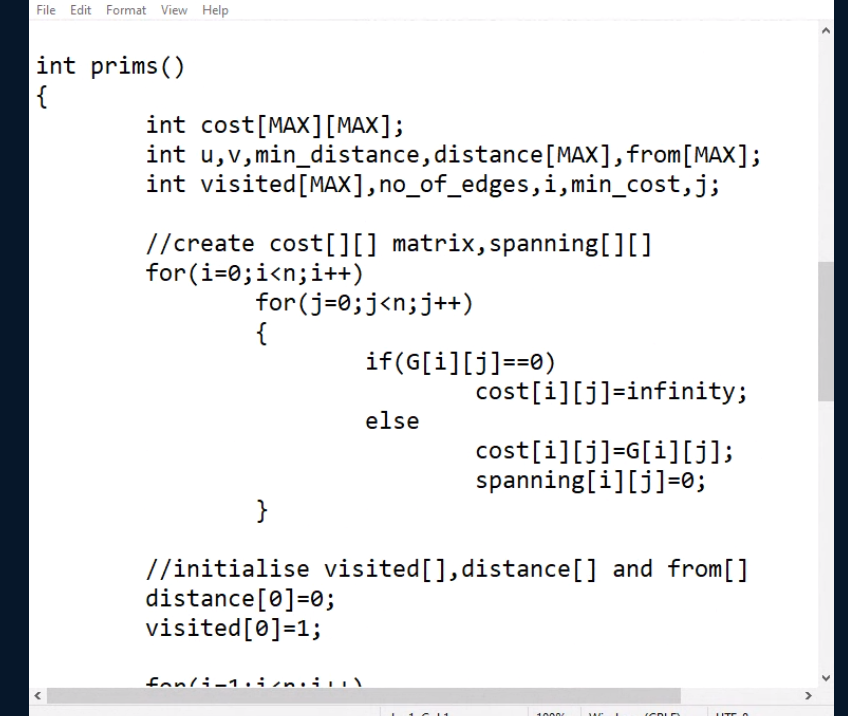 File Edit Format View Help
int prims()
{
int cost[MAX][MAX];
int u,v,min_distance,distance[MAX],from[MAX];
int visited[MAX],no_of_edges,i,min_cost,j;
//create cost[][] matrix,spanning[][]
for(i=0;i<n;i++)
for(j=0;j<n;j++)
{
if(G[i][j]==0)
cost[i][j]=infinity;
else
cost[i][j]=G[i][j];
spanning[i][j]=0;
}
//initialise visited[],distance[] and from[]
distance[0]=0;
visited[0]=1;
for(i=1;i<n;i++)